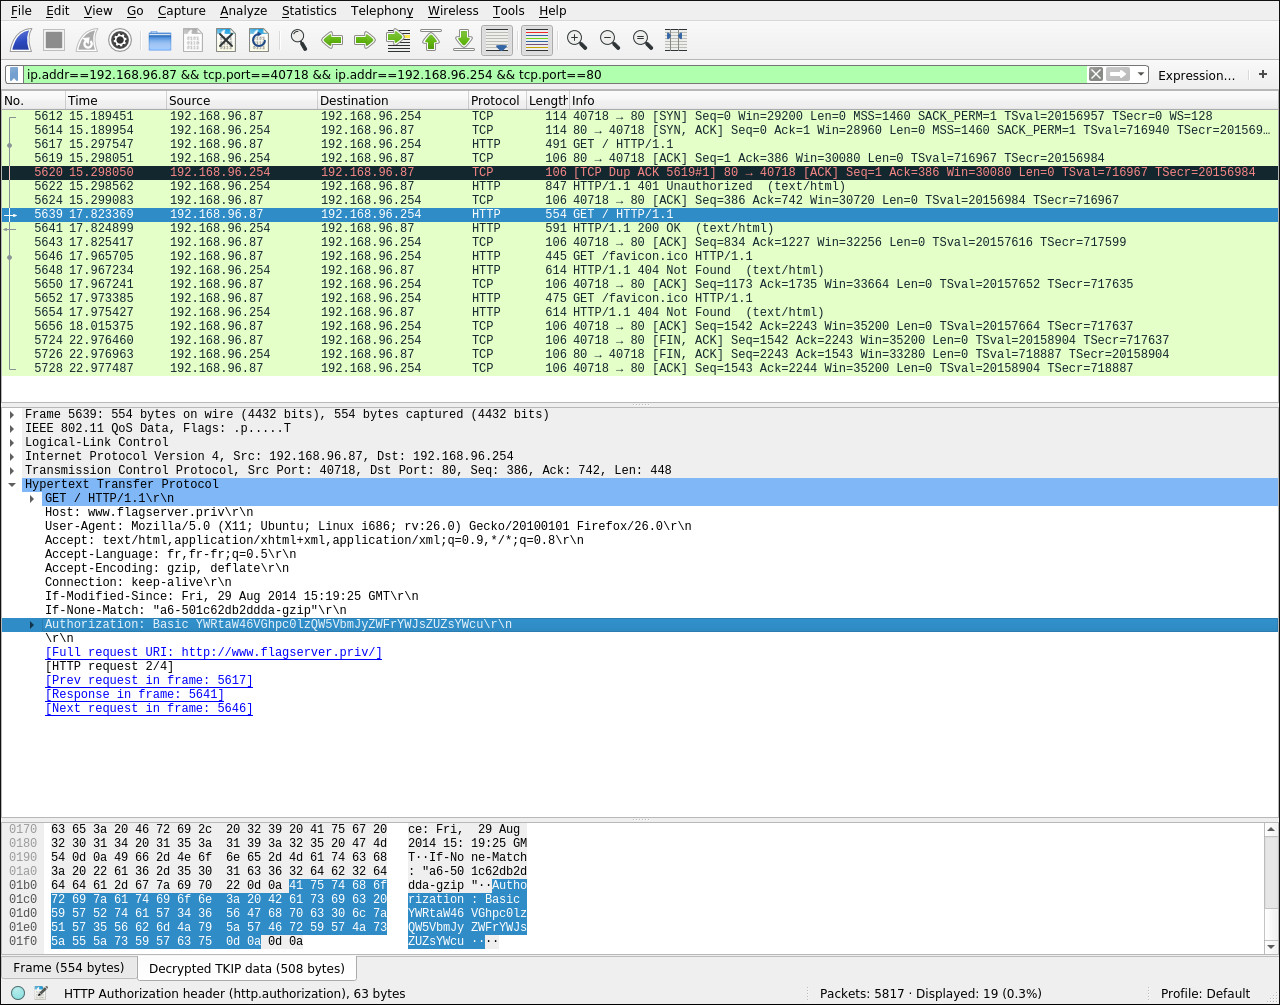 File Edit View Go Capture Analyze Statistics Telephony Wireless Tools Help
ip.addr==192.168.96.87 && tcp.port==40718 && ip.addr==192.168.96.254 && tcp.port==80 Expression… +
No. Time Source Destination Protocol Length Info
5612 15.189451 192.168.96.87 192.168.96.254 TCP 114 40718 → 80 [SYN] Seq=0 Win=29200 Len=0 MSS=1460 SACK_PERM=1 TSval=20156957 TSecr=0 WS=128
5614 15.189954 192.168.96.254 192.168.96.87 TCP 114 80 → 40718 [SYN, ACK] Seq=0 Ack=1 Win=28960 Len=0 MSS=1460 SACK_PERM=1 TSval=716940 TSecr=201569…
5617 15.297547 192.168.96.87 192.168.96.254 HTTP 491 GET / HTTP/1.1
5619 15.298051 192.168.96.254 192.168.96.87 TCP 106 80 → 40718 [ACK] Seq=1 Ack=386 Win=30080 Len=0 TSval=716967 TSecr=20156984
5620 15.298050 192.168.96.254 192.168.96.87 TCP 106 [TCP Dup ACK 5619#1] 80 → 40718 [ACK] Seq=1 Ack=386 Win=30080 Len=0 TSval=716967 TSecr=20156984
5622 15.298562 192.168.96.254 192.168.96.87 HTTP 847 HTTP/1.1 401 Unauthorized  (text/html)
5624 15.299083 192.168.96.87 192.168.96.254 TCP 106 40718 → 80 [ACK] Seq=386 Ack=742 Win=30720 Len=0 TSval=20156984 TSecr=716967
5639 17.823369 192.168.96.87 192.168.96.254 HTTP 554 GET / HTTP/1.1
5641 17.824899 192.168.96.254 192.168.96.87 HTTP 591 HTTP/1.1 200 OK  (text/html)
5643 17.825417 192.168.96.87 192.168.96.254 TCP 106 40718 → 80 [ACK] Seq=834 Ack=1227 Win=32256 Len=0 TSval=20157616 TSecr=717599
5646 17.965705 192.168.96.87 192.168.96.254 HTTP 445 GET /favicon.ico HTTP/1.1
5648 17.967234 192.168.96.254 192.168.96.87 HTTP 614 HTTP/1.1 404 Not Found  (text/html)
5650 17.967241 192.168.96.87 192.168.96.254 TCP 106 40718 → 80 [ACK] Seq=1173 Ack=1735 Win=33664 Len=0 TSval=20157652 TSecr=717635
5652 17.973385 192.168.96.87 192.168.96.254 HTTP 475 GET /favicon.ico HTTP/1.1
5654 17.975427 192.168.96.254 192.168.96.87 HTTP 614 HTTP/1.1 404 Not Found  (text/html)
5656 18.015375 192.168.96.87 192.168.96.254 TCP 106 40718 → 80 [ACK] Seq=1542 Ack=2243 Win=35200 Len=0 TSval=20157664 TSecr=717637
5724 22.976460 192.168.96.87 192.168.96.254 TCP 106 40718 → 80 [FIN, ACK] Seq=1542 Ack=2243 Win=35200 Len=0 TSval=20158904 TSecr=717637
5726 22.976963 192.168.96.254 192.168.96.87 TCP 106 80 → 40718 [FIN, ACK] Seq=2243 Ack=1543 Win=33280 Len=0 TSval=718887 TSecr=20158904
5728 22.977487 192.168.96.87 192.168.96.254 TCP 106 40718 → 80 [ACK] Seq=1543 Ack=2244 Win=35200 Len=0 TSval=20158904 TSecr=718887
Frame 5639: 554 bytes on wire (4432 bits), 554 bytes captured (4432 bits)
IEEE 802.11 QoS Data, Flags: .p.....T
Logical-Link Control
Internet Protocol Version 4, Src: 192.168.96.87, Dst: 192.168.96.254
Transmission Control Protocol, Src Port: 40718, Dst Port: 80, Seq: 386, Ack: 742, Len: 448
Hypertext Transfer Protocol
GET / HTTP/1.1\r\n
Host: www.flagserver.priv\r\n
User-Agent: Mozilla/5.0 (X11; Ubuntu; Linux i686; rv:26.0) Gecko/20100101 Firefox/26.0\r\n
Accept: text/html,application/xhtml+xml,application/xml;q=0.9,*/*;q=0.8\r\n
Accept-Language: fr,fr-fr;q=0.5\r\n
Accept-Encoding: gzip, deflate\r\n
Connection: keep-alive\r\n
If-Modified-Since: Fri, 29 Aug 2014 15:19:25 GMT\r\n
If-None-Match: "a6-501c62db2ddda-gzip"\r\n
Authorization: Basic YWRtaW46VGhpc0lzQW5VbmJyZWFrYWJsZUZsYWcu\r\n
\r\n
[Full request URI: http://www.flagserver.priv/]
[HTTP request 2/4]
[Prev request in frame: 5617]
[Response in frame: 5641]
[Next request in frame: 5646]
0170 63 65 3a 20 46 72 69 2c 20 32 39 20 41 75 67 20 ce: Fri,  29 Aug
0180 32 30 31 34 20 31 35 3a 31 39 3a 32 35 20 47 4d 2014 15: 19:25 GM
0190 54 0d 0a 49 66 2d 4e 6f 6e 65 2d 4d 61 74 63 68 T··If-No ne-Match
01a0 3a 20 22 61 36 2d 35 30 31 63 36 32 64 62 32 64 : "a6-50 1c62db2d
01b0 64 64 61 2d 67 7a 69 70 22 0d 0a 41 75 74 68 6f dda-gzip "··Autho
01c0 72 69 7a 61 74 69 6f 6e 3a 20 42 61 73 69 63 20 rization : Basic
01d0 59 57 52 74 61 57 34 36 56 47 68 70 63 30 6c 7a YWRtaW46 VGhpc0lz
01e0 51 57 35 56 62 6d 4a 79 5a 57 46 72 59 57 4a 73 QW5VbmJy ZWFrYWJs
01f0 5a 55 5a 73 59 57 63 75 0d 0a 0d 0a ZUZsYWcu ····
Frame (554 bytes) Decrypted TKIP data (508 bytes)
HTTP Authorization header (http.authorization), 63 bytes Packets: 5817 · Displayed: 19 (0.3%) Profile: Default